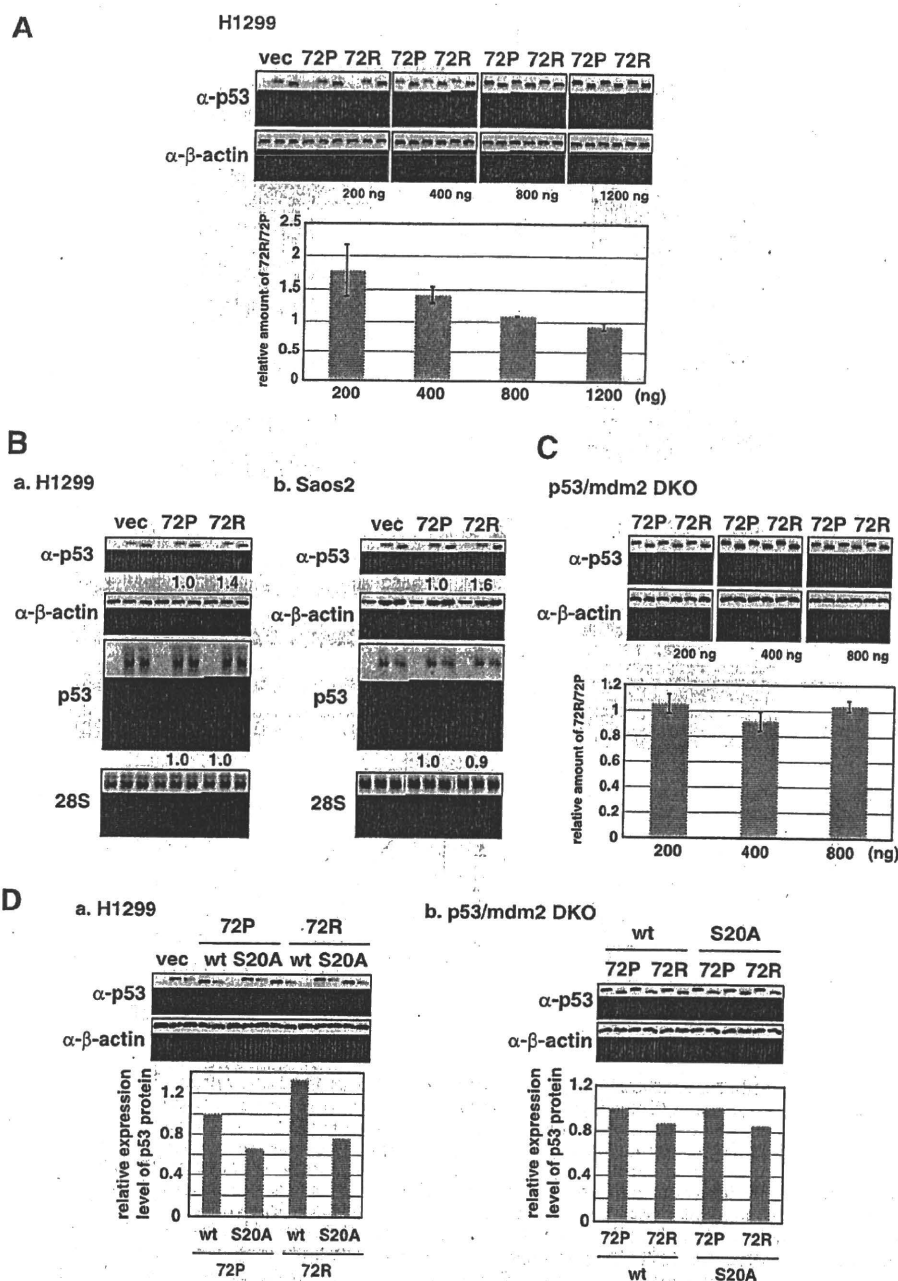 A
H1299
vec 72P 72R 72P 72R 72P 72R 72P 72R
α-p53
α-β-actin
200 ng 400 ng 800 ng 1200 ng
relative amount of 72R/72P
2.5
2
1.5
1
0.5
0
200 400 800 1200 (ng)
B
a. H1299
vec 72P 72R
α-p53
1.0 1.4
α-β-actin
p53
1.0 1.0
28S
b. Saos2
vec 72P 72R
α-p53
1.0 1.6
α-β-actin
p53
1.0 0.9
28S
C
p53/mdm2 DKO
72P 72R 72P 72R 72P 72R
α-p53
α-β-actin
200 ng 400 ng 800 ng
relative amount of 72R/72P
1.2
1
0.8
0.6
0.4
0.2
0
200 400 800 (ng)
D
a. H1299
72P 72R
vec wt S20A wt S20A
α-p53
α-β-actin
relative expression
level of p53 protein
1.2
0.8
0.4
0
wt S20A wt S20A
72P 72R
b. p53/mdm2 DKO
wt S20A
72P 72R 72P 72R
α-p53
α-β-actin
relative expression
level of p53 protein
1.2
0.8
0.4
0
72P 72R 72P 72R
wt S20A